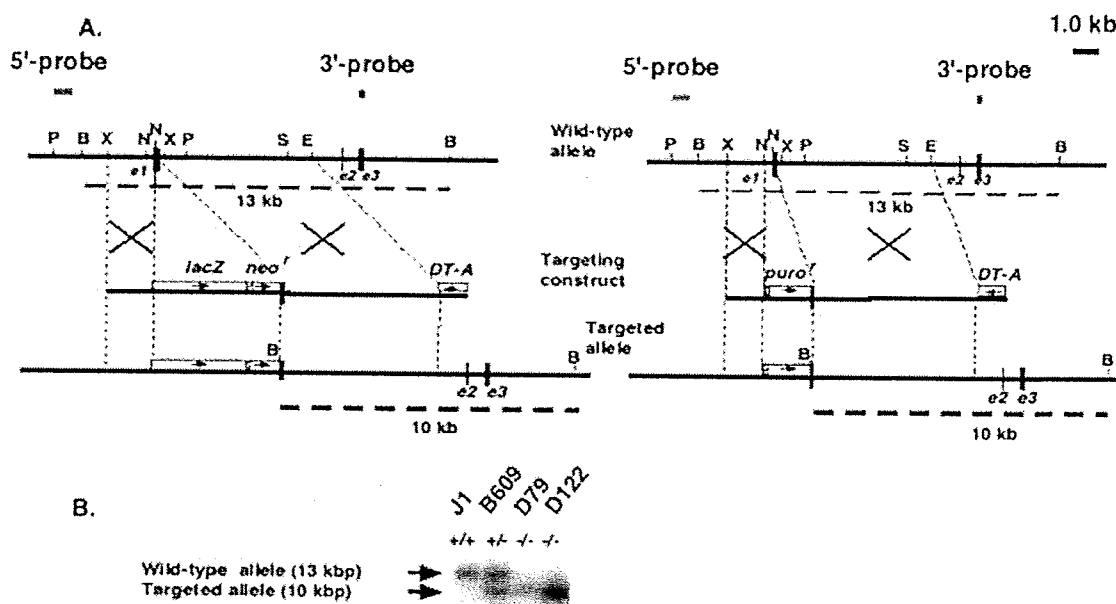 A.
1.0 kb
5'-probe
3'-probe
5'-probe
3'-probe
P B X N N X P S E B
Wild-type allele
P B X N N X P S E B
e1 e2 e3
e1 e2 e3
13 kb
13 kb
lacZ neo r DT-A
Targeting construct
puro r DT-A
Targeted allele
B B
B B
e2 e3
e2 e3
10 kb
10 kb
B.
J1 B609 D79 D122
+/+ +/- -/- -/-
Wild-type allele (13 kbp)
Targeted allele (10 kbp)